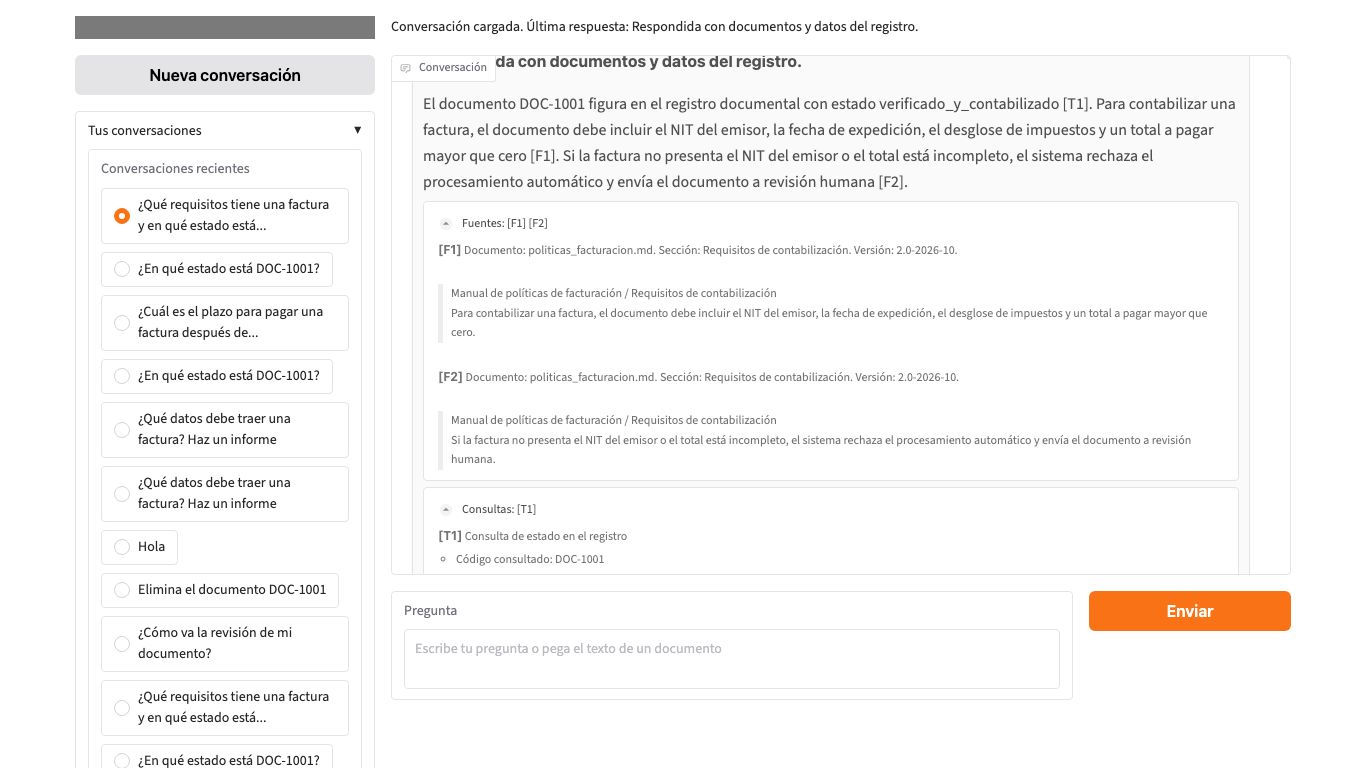 Nueva conversación
Tus conversaciones ▼
Conversaciones recientes
¿Qué requisitos tiene una factura
y en qué estado está...
¿En qué estado está DOC-1001?
¿Cuál es el plazo para pagar una
factura después de...
¿En qué estado está DOC-1001?
¿Qué datos debe traer una
factura? Haz un informe
¿Qué datos debe traer una
factura? Haz un informe
Hola
Elimina el documento DOC-1001
¿Cómo va la revisión de mi
documento?
¿Qué requisitos tiene una factura
y en qué estado está...
¿En qué estado está DOC-1001?
Conversación cargada. Última respuesta: Respondida con documentos y datos del registro.
Conversación
da con documentos y datos del registro.
El documento DOC-1001 figura en el registro documental con estado verificado_y_contabilizado [T1]. Para contabilizar una
factura, el documento debe incluir el NIT del emisor, la fecha de expedición, el desglose de impuestos y un total a pagar
mayor que cero [F1]. Si la factura no presenta el NIT del emisor o el total está incompleto, el sistema rechaza el
procesamiento automático y envía el documento a revisión humana [F2].
Fuentes: [F1] [F2]
[F1] Documento: politicas_facturacion.md. Sección: Requisitos de contabilización. Versión: 2.0-2026-10.
Manual de políticas de facturación / Requisitos de contabilización
Para contabilizar una factura, el documento debe incluir el NIT del emisor, la fecha de expedición, el desglose de impuestos y un total a pagar mayor que
cero.
[F2] Documento: politicas_facturacion.md. Sección: Requisitos de contabilización. Versión: 2.0-2026-10.
Manual de políticas de facturación / Requisitos de contabilización
Si la factura no presenta el NIT del emisor o el total está incompleto, el sistema rechaza el procesamiento automático y envía el documento a revisión
humana.
Consultas: [T1]
[T1] Consulta de estado en el registro
Código consultado: DOC-1001
Pregunta
Escribe tu pregunta o pega el texto de un documento
Enviar